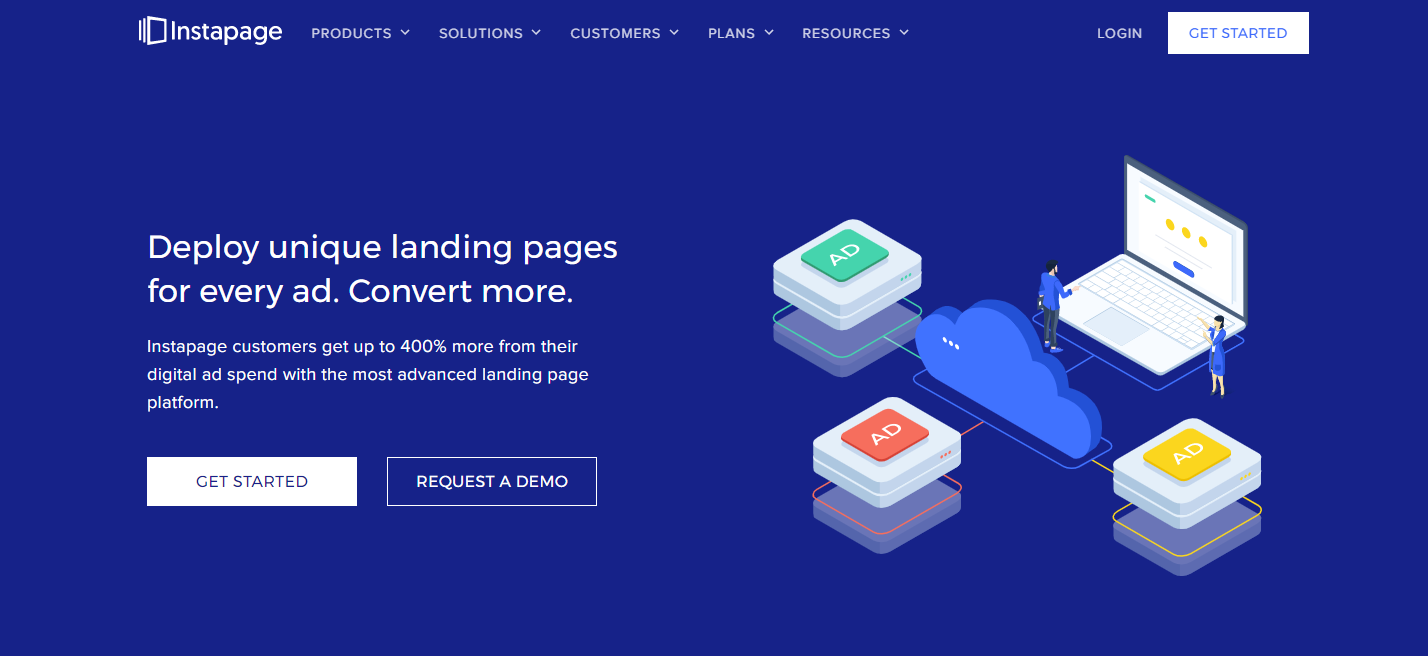 Instapage
PRODUCTS
SOLUTIONS
CUSTOMERS
PLANS
RESOURCES
LOGIN
GET STARTED
Deploy unique landing pages
for every ad. Convert more.
Instapage customers get up to 400% more from their
digital ad spend with the most advanced landing page
platform.
GET STARTED
REQUEST A DEMO
AD
AD
AD